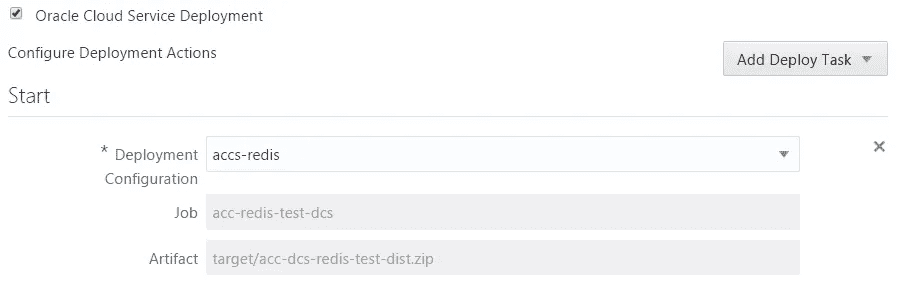 Oracle Cloud Service Deployment
Configure Deployment Actions
Add Deploy Task
Start
* Deployment Configuration
accs-redis
Job
acc-redis-test-dcs
Artifact
target/acc-dcs-redis-test-dist.zip